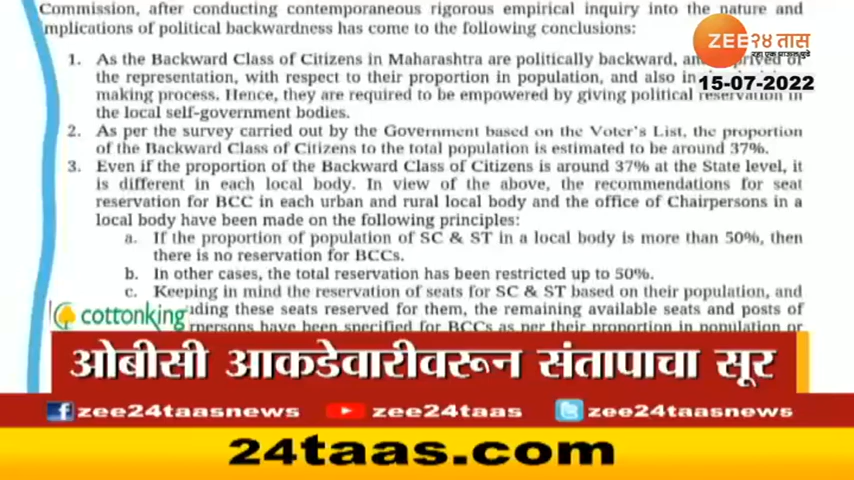 Commission, after conducting contemporaneous rigorous empirical inquiry into the nature and
mplications of political backwardness has come to the following conclusions:
ZEE २४ तास
15-07-2022
1. As the Backward Class of Citizens in Maharashtra are politically backward, and prived of
the representation, with respect to their proportion in population, and also in
making process. Hence, they are required to be empowered by giving political reservation in
the local self-government bodies.
2. As per the survey carried out by the Government based on the Voter's List, the proportion
of the Backward Class of Citizens to the total population is estimated to be around 37%.
3. Even if the proportion of the Backward Class of Citizens is around 37% at the State level, it
is different in each local body. In view of the above, the recommendations for seat
reservation for BCC in each urban and rural local body and the office of Chairpersons in a
local body have been made on the following principles:
a. If the proportion of population of SC & ST in a local body is more than 50%, then
there is no reservation for BCCs.
b. In other cases, the total reservation has been restricted up to 50%.
c. Keeping in mind the reservation of seats for SC & ST based on their population, and
uding these seats reserved for them, the remaining available seats and posts of
rpersons have been specified for BCCs as per their proportion in population or
cottonking
ओबीसी आकडेवारीवरून संतापाचा सूर
zee24taasnews zee24taas zee24taasnews
24taas.com